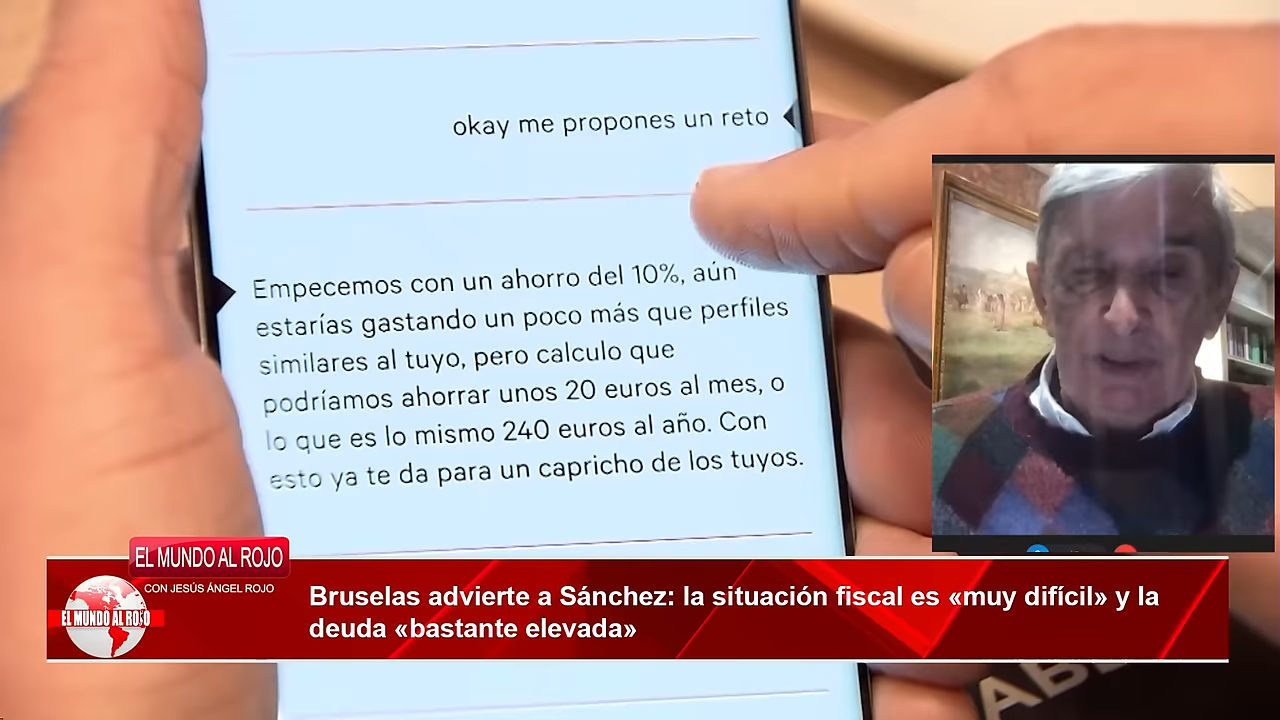 okay me propones un reto
Empecemos con un ahorro del 10%, aún
estarías gastando un poco más que perfiles
similares al tuyo, pero calculo que
podríamos ahorrar unos 20 euros al mes, o
lo que es lo mismo 240 euros al año. Con
esto ya te da para un capricho de los tuyos.
EL MUNDO AL ROJO
CON JESÚS ÁNGEL ROJO
EL MUNDO AL ROJO
Bruselas advierte a Sánchez: la situación fiscal es «muy difícil» y la
deuda «bastante elevada»